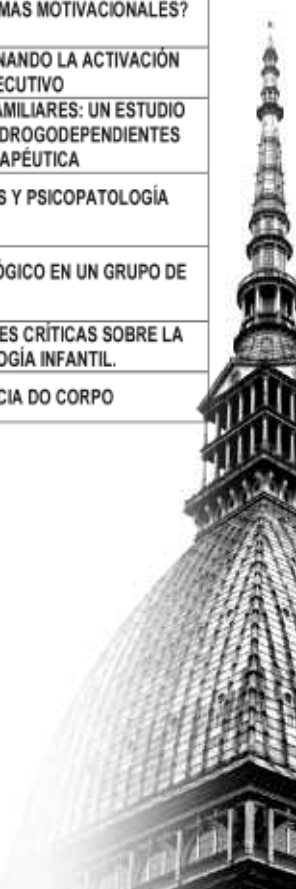 MAS MOTIVACIONALES?
NANDO LA ACTIVACIÓN
ECUTIVO
AMILIARES: UN ESTUDIO
DROGODEPENDIENTES
APÉUTICA
S Y PSICOPATOLOGÍA
ÓGICO EN UN GRUPO DE
ES CRÍTICAS SOBRE LA
OGÍA INFANTIL.
CIA DO CORPO